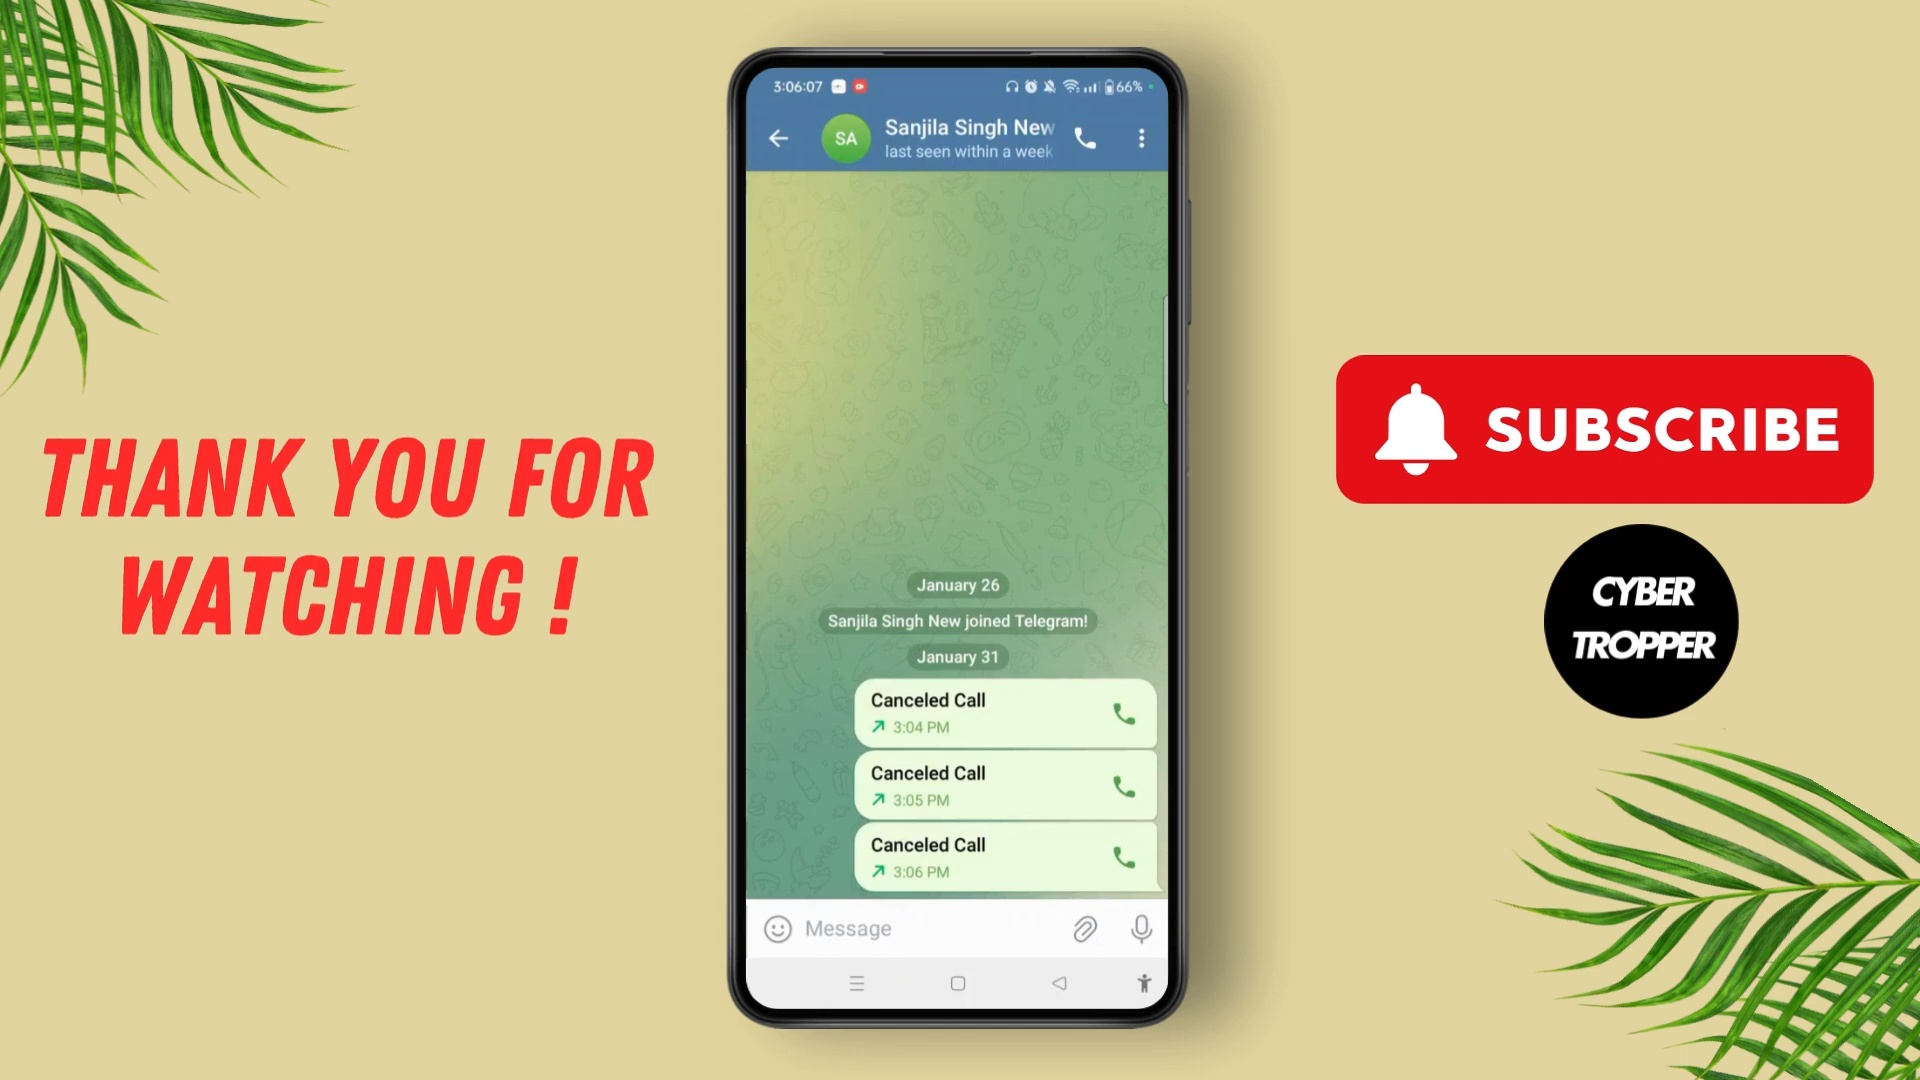 THANK YOU FOR
WATCHING !
3:06:07
66%
SA
Sanjila Singh New
last seen within a week
January 26
Sanjila Singh New joined Telegram!
January 31
Canceled Call
3:04 PM
Canceled Call
3:05 PM
Canceled Call
3:06 PM
Message
SUBSCRIBE
CYBER
TROPPER